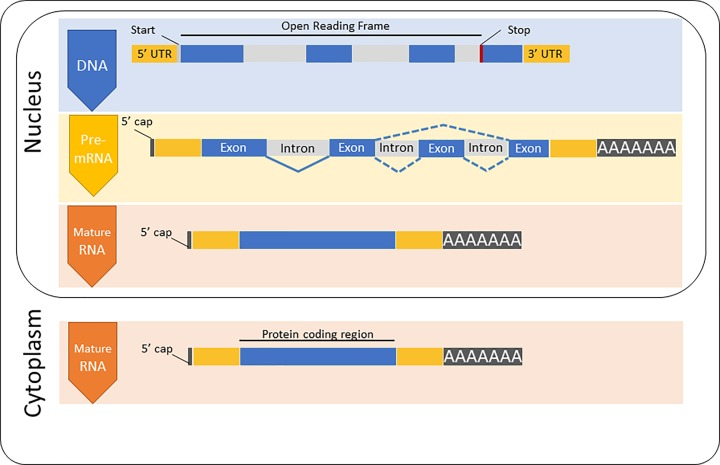 Nucleus
Open Reading Frame
Start
Stop
DNA
5' UTR
3' UTR
5' cap
Pre-
mRNA
Exon
Intron
Exon
Intron
Exon
Intron
Exon
AAAAAAA
Mature
RNA
5' cap
AAAAAAA
Cytoplasm
Mature
RNA
5' cap
Protein coding region
AAAAAAA